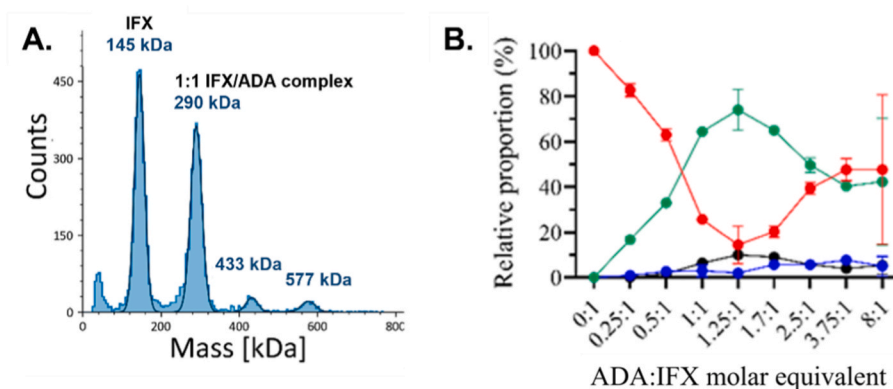 A.
IFX
145 kDa
1:1 IFX/ADA complex
290 kDa
433 kDa
577 kDa
Counts
450
300
150
0
0
200
400
600
800
Mass [kDa]
B.
Relative proportion (%)
100
80
60
40
20
0
0:1
0.25:1
0.5:1
1:1
1.25:1
1.7:1
2.5:1
3.75:1
8:1
ADA:IFX molar equivalent